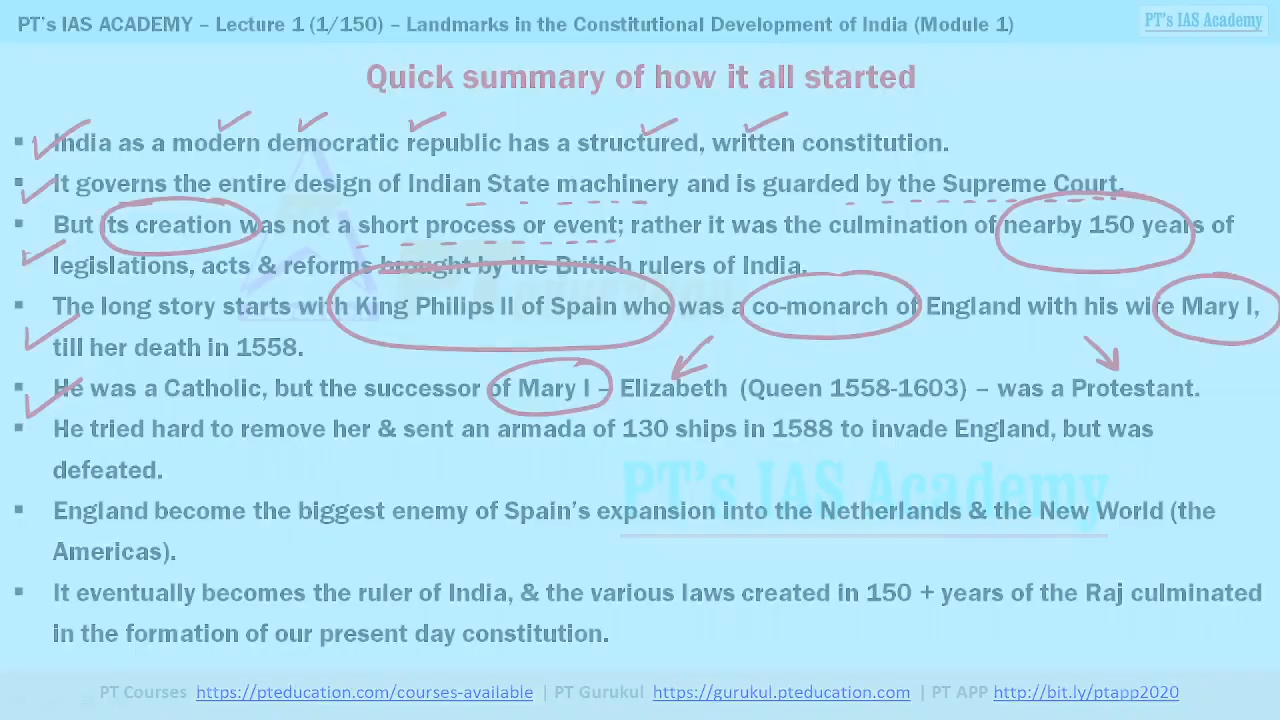 PT's IAS ACADEMY – Lecture 1 (1/150) – Landmarks in the Constitutional Development of India (Module 1)
PT's IAS Academy
Quick summary of how it all started
▪ India as a modern democratic republic has a structured, written constitution.
▪ It governs the entire design of Indian State machinery and is guarded by the Supreme Court.
▪ But its creation was not a short process or event; rather it was the culmination of nearby 150 years of
legislations, acts & reforms brought by the British rulers of India.
▪ The long story starts with King Philips II of Spain who was a co-monarch of England with his wife Mary I,
till her death in 1558.
▪ He was a Catholic, but the successor of Mary I – Elizabeth (Queen 1558-1603) – was a Protestant.
▪ He tried hard to remove her & sent an armada of 130 ships in 1588 to invade England, but was
defeated.
▪ England become the biggest enemy of Spain's expansion into the Netherlands & the New World (the
Americas).
▪ It eventually becomes the ruler of India, & the various laws created in 150 + years of the Raj culminated
in the formation of our present day constitution.
PT's IAS Academy
PT Courses https://pteducation.com/courses-available | PT Gurukul https://gurukul.pteducation.com | PT APP http://bit.ly/ptapp2020